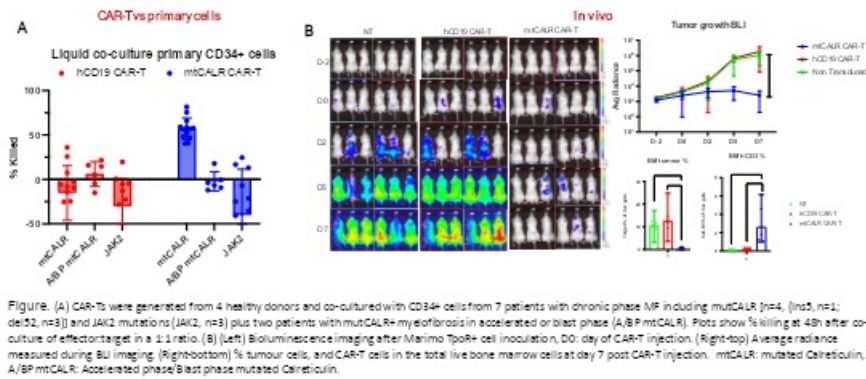 CAR-Tvs primary cells
In vivo
A
B
Liquid co-culture primary CD34+ cells
hCD19 CAR-T
mtCALR CAR-T
% Killed
100
50
0
-50
mtCALR
A/BP mtCALR
JAK2
mtCALR
A/BP mtCALR
JAK2
NT
hCD19 CAR-T
mtCALR CAR-T
D-2
D0
D2
D5
D7
Tumor growth BLI
Avg Radiance
D-2
D0
D2
D5
D7
mtCALR CAR-T
hCD19 CAR-T
Non Transduced
BM tumour %
BM hCD3 %
NT
hCD19 CAR-T
mtCALR CAR-T
Figure. (A) CAR-Ts were generated from 4 healthy donors and co-cultured with CD34+ cells from 7 patients with chronic phase MF including mutCALR [n=4, (Ins5, n=1;
del52, n=3)] and JAK2 mutations (JAK2, n=3) plus two patients with mutCALR+ myelofibrosis in accelerated or blast phase (A/BP mtCALR). Plots show % killing at 48h after co-
culture of effector:target in a 1:1 ratio. (B) (Left) Bioluminescence imaging after Marimo TpoR+ cell inoculation, D0: day of CAR-T injection. (Right-top) Average radiance
measured during BLI imaging. (Right-bottom) % tumour cells, and CAR-T cells in the total live bone marrow cells at day 7 post CAR-T injection. mtCALR: mutated Calreticulin,
A/BP mtCALR: Accelerated phase/Blast phase mutated Calreticulin.